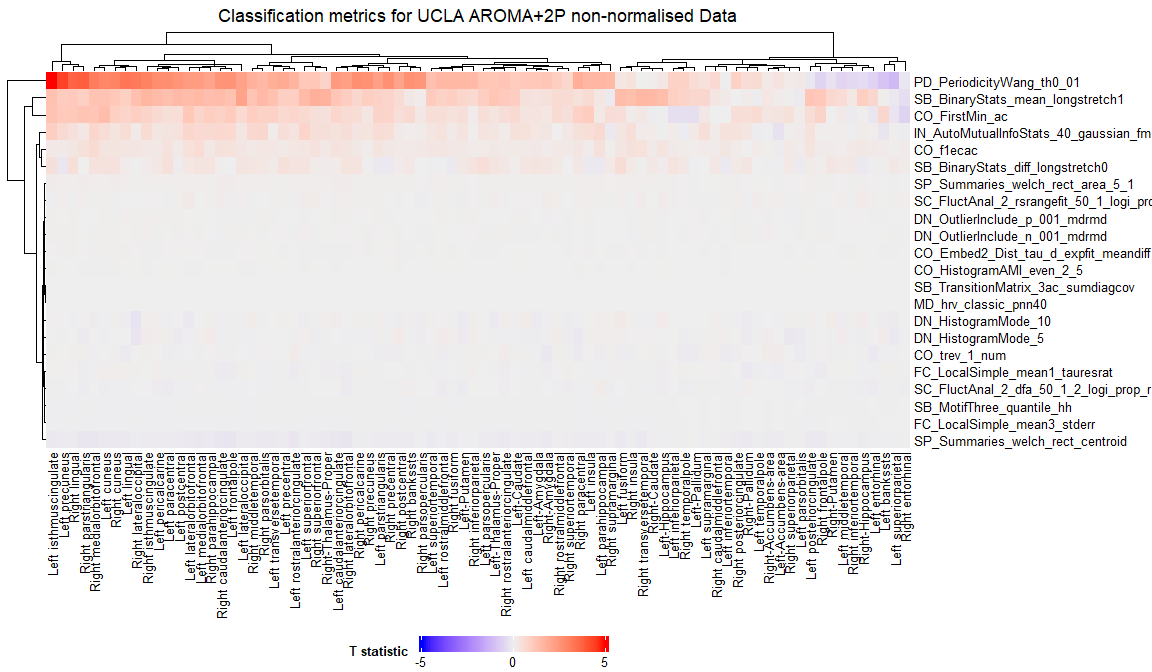 Classification metrics for UCLA AROMA+2P non-normalised Data
PD_PeriodicityWang_th0_01
SB_BinaryStats_mean_longstretch1
CO_FirstMin_ac
IN_AutoMutualInfoStats_40_gaussian_fm
CO_f1ecac
SB_BinaryStats_diff_longstretch0
SP_Summaries_welch_rect_area_5_1
SC_FluctAnal_2_rsrangefit_50_1_logi_pro
DN_OutlierInclude_p_001_mdrmd
DN_OutlierInclude_n_001_mdrmd
CO_Embed2_Dist_tau_d_expfit_meandiff
CO_HistogramAMI_even_2_5
SB_TransitionMatrix_3ac_sumdiagcov
MD_hrv_classic_pnn40
DN_HistogramMode_10
DN_HistogramMode_5
CO_trev_1_num
FC_LocalSimple_mean1_tauresrat
SC_FluctAnal_2_dfa_50_1_2_logi_prop_r
SB_MotifThree_quantile_hh
FC_LocalSimple_mean3_stderr
SP_Summaries_welch_rect_centroid
Left isthmuscingulate
Left precuneus
Right lingual
Right parstriangularis
Right medialorbitofrontal
Left cuneus
Right cuneus
Left lingual
Right lateraloccipital
Right isthmuscingulate
Left pericalcarine
Left paracentral
Left postcentral
Left lateralorbitofrontal
Left medialorbitofrontal
Right parahippocampal
Right caudalanteriorcingulate
Left frontalpole
Left lateraloccipital
Right middletemporal
Right parsorbitalis
Left transversetemporal
Left precentral
Left rostralanteriorcingulate
Left superiorfrontal
Right superiorfrontal
Right-Thalamus-Proper
Left caudalanteriorcingulate
Right lateralorbitofrontal
Right pericalcarine
Right precuneus
Left parstriangularis
Right precentral
Right postcentral
Right bankssts
Right parsopercularis
Left superiortemporal
Left rostralmiddlefrontal
Right fusiform
Left-Putamen
Right inferiorparietal
Left parsopercularis
Left-Thalamus-Proper
Right rostralanteriorcingulate
Left-Caudate
Left caudalmiddlefrontal
Left-Amygdala
Right-Amygdala
Right rostralmiddlefrontal
Right superiortemporal
Right paracentral
Left insula
Left parahippocampal
Right supramarginal
Left fusiform
Right insula
Right transversetemporal
Right-Caudate
Left-Hippocampus
Left inferiorparietal
Right temporalpole
Left-Pallidum
Left supramarginal
Right caudalmiddlefrontal
Left inferiortemporal
Right posteriorcingulate
Right-Pallidum
Left temporalpole
Right-Accumbens-area
Left-Accumbens-area
Right superiorparietal
Left parsorbitalis
Left posteriorcingulate
Right frontalpole
Right-Putamen
Left middletemporal
Right inferiortemporal
Right-Hippocampus
Left entorhinal
Left bankssts
Left superiorparietal
Right entorhinal
T statistic
-5 0 5